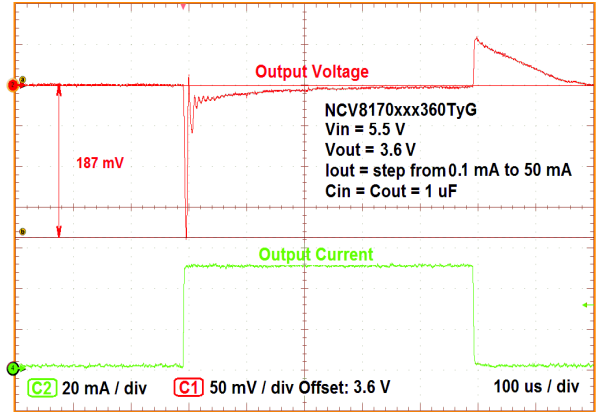 Output Voltage
NCV8170xxx360TyG
Vin = 5.5 V
Vout = 3.6 V
Iout = step from 0.1 mA to 50 mA
Cin = Cout = 1 uF
187 mV
Output Current
C2 20 mA / div C1 50 mV / div Offset: 3.6 V 100 us / div
a
b
4